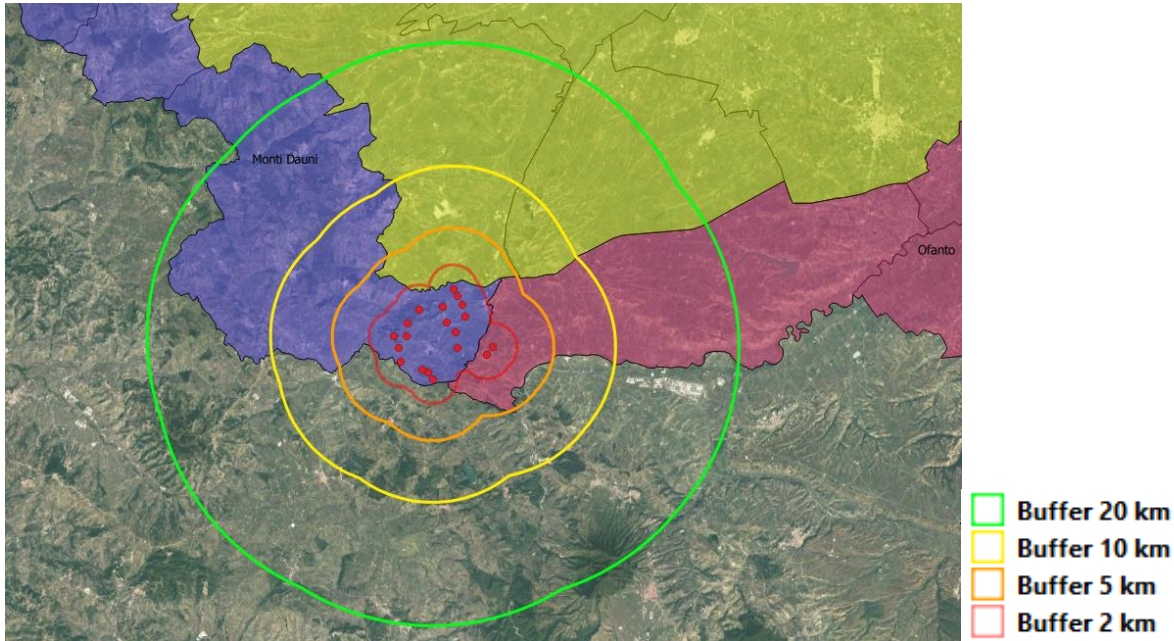 Monti Dauni
Ofanto
Buffer 20 km
Buffer 10 km
Buffer 5 km
Buffer 2 km